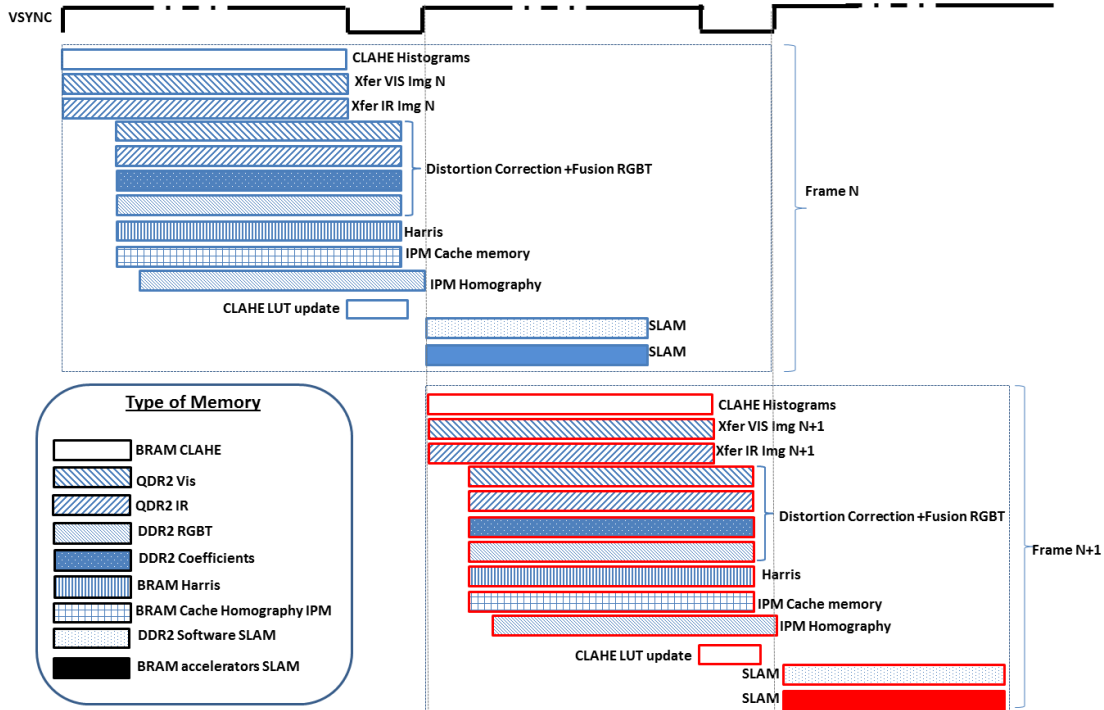 VSYNC
CLAHE Histograms
Xfer VIS Img N
Xfer IR Img N
Distortion Correction +Fusion RGBT
Frame N
Harris
IPM Cache memory
IPM Homography
CLAHE LUT update
SLAM
SLAM
Type of Memory
BRAM CLAHE
QDR2 Vis
QDR2 IR
DDR2 RGBT
DDR2 Coefficients
BRAM Harris
BRAM Cache Homography IPM
DDR2 Software SLAM
BRAM accelerators SLAM
CLAHE Histograms
Xfer VIS Img N+1
Xfer IR Img N+1
Distortion Correction +Fusion RGBT
Frame N+1
Harris
IPM Cache memory
IPM Homography
CLAHE LUT update
SLAM
SLAM